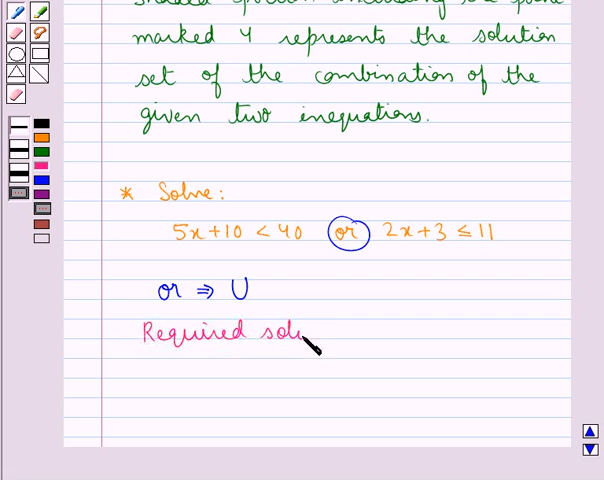 marked 4 represents the solution
set of the combination of the
given two inequations.
* Solve:
5x+10 < 40 or 2x+3 ≤ 11
or ⇒ U
Required solu